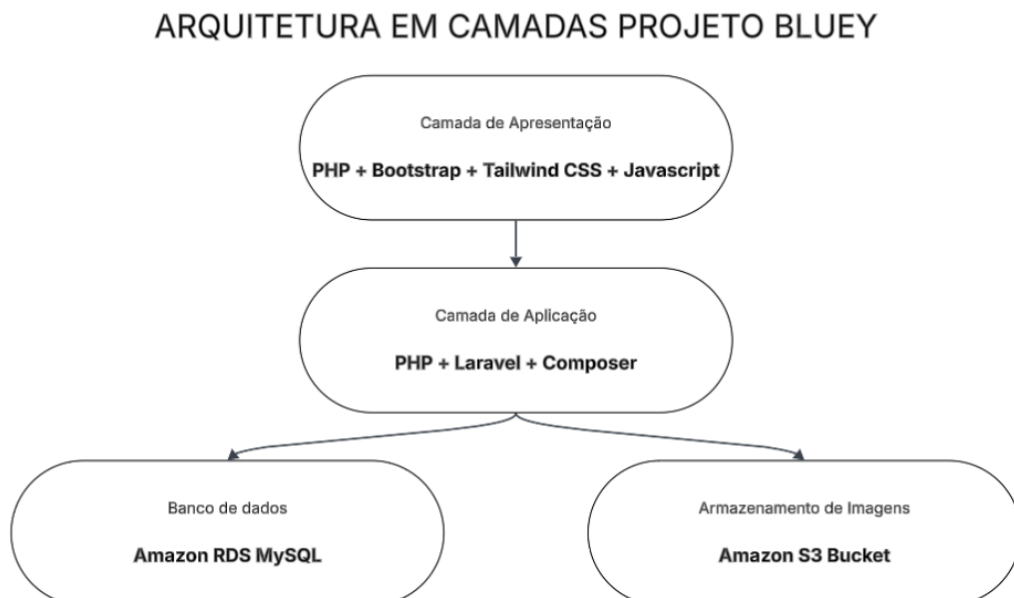 ARQUITETURA EM CAMADAS PROJETO BLUEY
Camada de Apresentação
PHP + Bootstrap + Tailwind CSS + Javascript
Camada de Aplicação
PHP + Laravel + Composer
Banco de dados
Amazon RDS MySQL
Armazenamento de Imagens
Amazon S3 Bucket